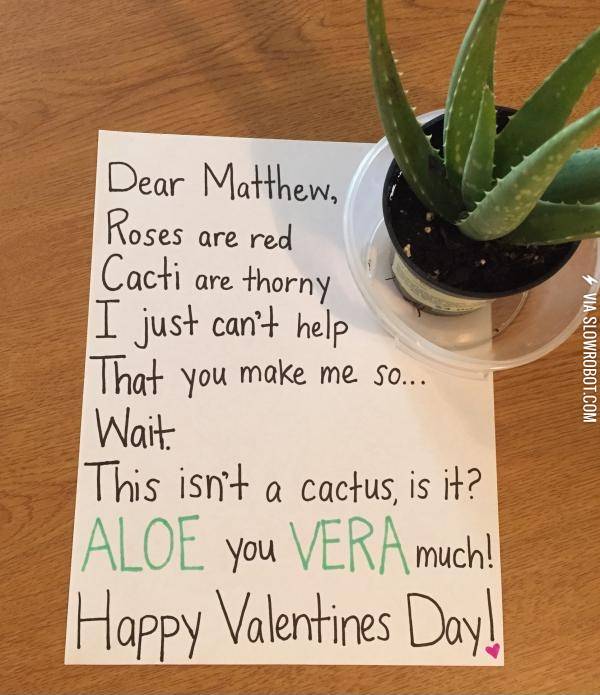 Dear Matthew,
Roses are red
Cacti are thorny
I just can't help
That you make me so...
Wait.
This isn't a cactus, is it?
ALOE you VERA much!
Happy Valentines Day!
VIA SLOWROBOT.COM